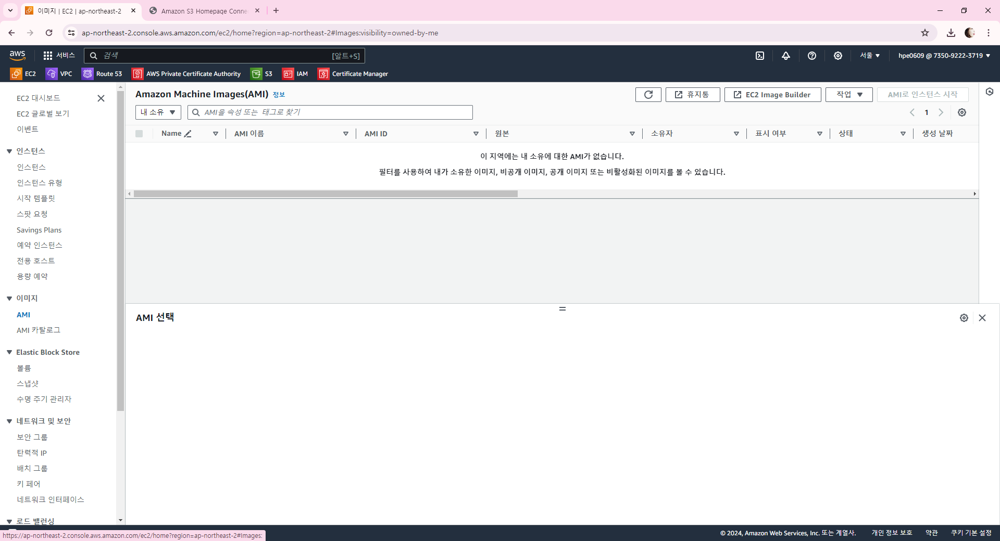 이미지 | EC2 | ap-northeast-2
Amazon S3 Homepage Conne
ap-northeast-2.console.aws.amazon.com/ec2/home?region=ap-northeast-2#Images:visibility=owned-by-me
aws
서비스
검색
[알트+S]
서울
hpe0609 @ 7350-9222-3719
EC2
VPC
Route 53
AWS Private Certificate Authority
S3
IAM
Certificate Manager
EC2 대시보드
EC2 글로벌 보기
이벤트
인스턴스
인스턴스
인스턴스 유형
시작 템플릿
스팟 요청
Savings Plans
예약 인스턴스
전용 호스트
용량 예약
이미지
AMI
AMI 카탈로그
Elastic Block Store
볼륨
스냅샷
수명 주기 관리자
네트워크 및 보안
보안 그룹
탄력적 IP
배치 그룹
키 페어
네트워크 인터페이스
로드 밸런싱
Amazon Machine Images(AMI) 정보
휴지통
EC2 Image Builder
작업
AMI로 인스턴스 시작
내 소유
AMI을 속성 또는 태그로 찾기
1
Name
AMI 이름
AMI ID
원본
소유자
표시 여부
상태
생성 날짜
이 지역에는 내 소유에 대한 AMI가 없습니다.
필터를 사용하여 내가 소유한 이미지, 비공개 이미지, 공개 이미지 또는 비활성화된 이미지를 볼 수 있습니다.
AMI 선택
https://ap-northeast-2.console.aws.amazon.com/ec2/home?region=ap-northeast-2#Images:
© 2024, Amazon Web Services, Inc. 또는 계열사.
개인 정보 보호
약관
쿠키 기본 설정